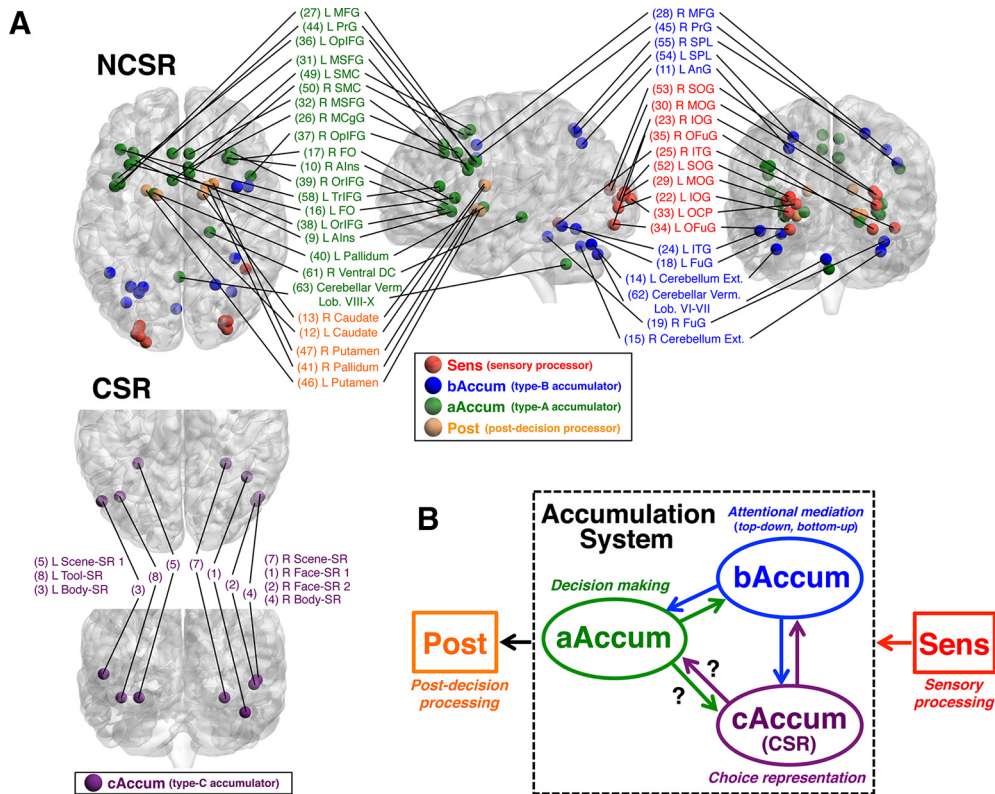 A
NCSR
(27) L MFG
(44) L PrG
(36) L OpIFG
(31) L MSFG
(49) L SMC
(50) R SMC
(32) R MSFG
(26) R MCgG
(37) R OpIFG
(17) R FO
(10) R AIns
(39) R OrIFG
(58) L TrIFG
(16) L FO
(38) L OrIFG
(9) L AIns
(40) L Pallidum
(61) R Ventral DC
(63) Cerebellar Verm.
Lob. VIII-X
(13) R Caudate
(12) L Caudate
(47) R Putamen
(41) R Pallidum
(46) L Putamen
(28) R MFG
(45) R PrG
(55) R SPL
(54) L SPL
(11) L AnG
(53) R SOG
(30) R MOG
(23) R IOG
(35) R OFuG
(25) R ITG
(52) L SOG
(29) L MOG
(22) L IOG
(33) L OCP
(34) L OFuG
(24) L ITG
(18) L FuG
(14) L Cerebellum Ext.
(62) Cerebellar Verm.
Lob. VI-VII
(19) R FuG
(15) R Cerebellum Ext.
Sens (sensory processor)
bAccum (type-B accumulator)
aAccum (type-A accumulator)
Post (post-decision processor)
CSR
(5) L Scene-SR 1
(8) L Tool-SR
(3) L Body-SR
(3)
(8)
(5)
(7)
(1)
(2)
(4)
(7) R Scene-SR
(1) R Face-SR 1
(2) R Face-SR 2
(4) R Body-SR
cAccum (type-C accumulator)
B
Accumulation
System
Attentional mediation
(top-down, bottom-up)
bAccum
Decision making
aAccum
Post
Post-decision
processing
?
?
cAccum
(CSR)
Choice representation
Sens
Sensory
processing